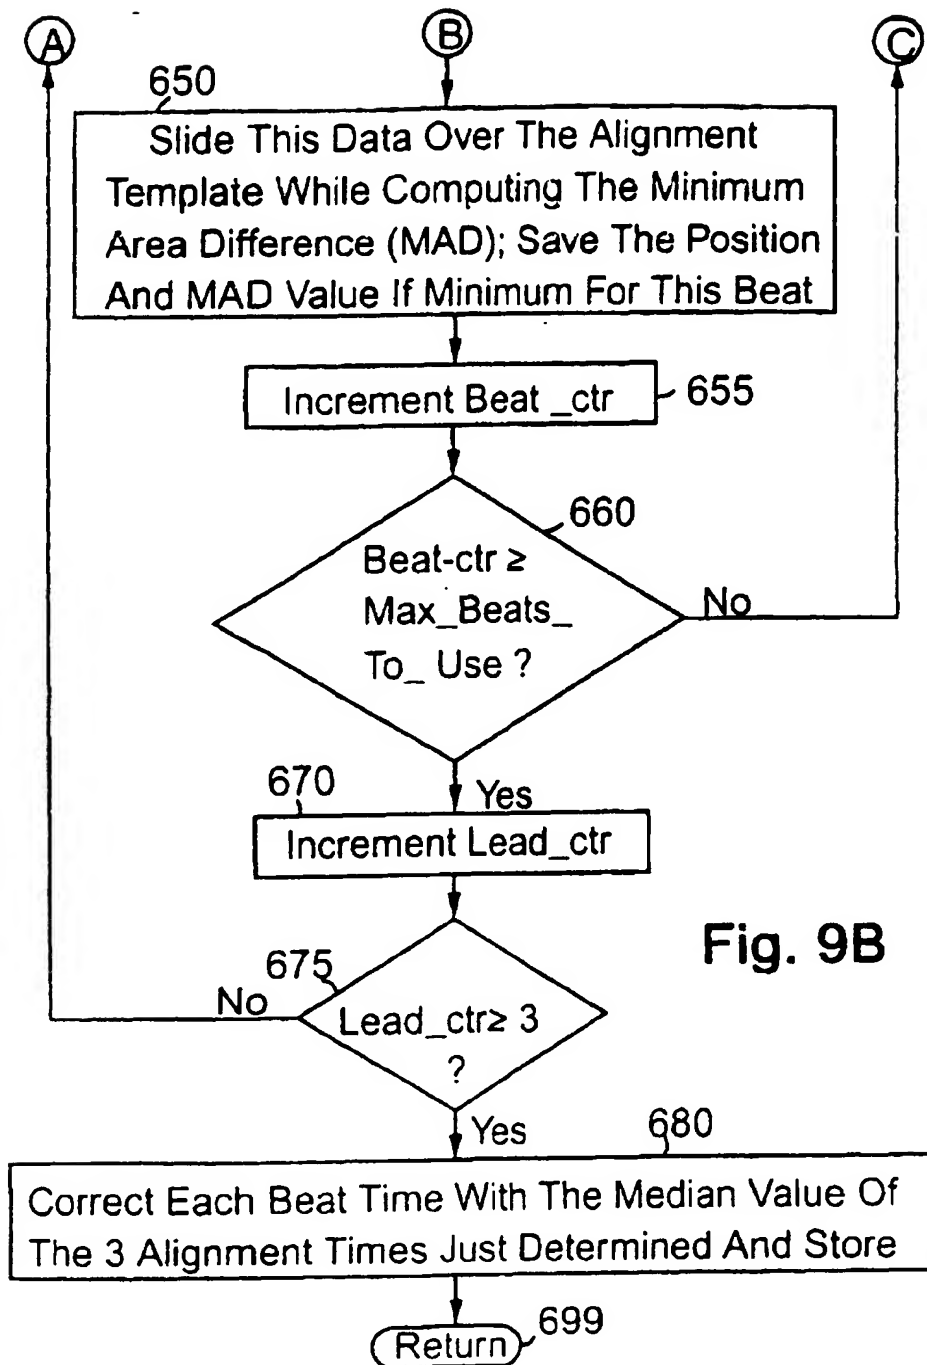 A
B
C
650
Slide This Data Over The Alignment
Template While Computing The Minimum
Area Difference (MAD); Save The Position
And MAD Value If Minimum For This Beat
Increment Beat _ctr
655
660
Beat-ctr ≥
Max_Beats_
To_ Use ?
No
Yes
670
Increment Lead_ctr
Fig. 9B
675
No
Lead_ctr≥ 3
?
Yes
680
Correct Each Beat Time With The Median Value Of
The 3 Alignment Times Just Determined And Store
Return
699